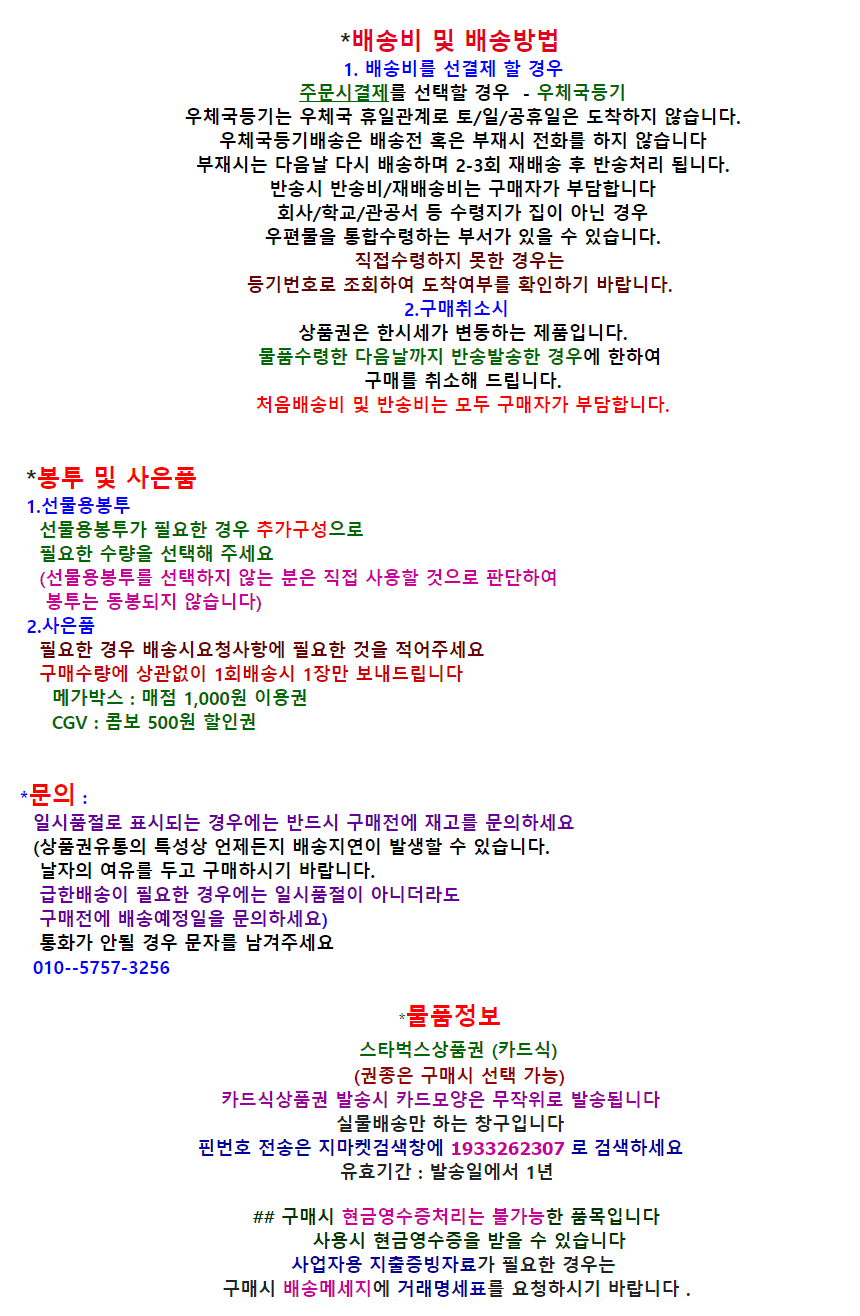 *배송비 및 배송방법
1. 배송비를 선결제 할 경우
주문시결제를 선택할 경우 - 우체국등기
우체국등기는 우체국 휴일관계로 토/일/공휴일은 도착하지 않습니다.
우체국등기배송은 배송전 혹은 부재시 전화를 하지 않습니다
부재시는 다음날 다시 배송하며 2-3회 재배송 후 반송처리 됩니다.
반송시 반송비/재배송비는 구매자가 부담합니다
회사/학교/관공서 등 수령지가 집이 아닌 경우
우편물을 통합수령하는 부서가 있을 수 있습니다.
직접수령하지 못한 경우는
등기번호로 조회하여 도착여부를 확인하기 바랍니다.
2.구매취소시
상품권은 한시세가 변동하는 제품입니다.
물품수령한 다음날까지 반송발송한 경우에 한하여
구매를 취소해 드립니다.
처음배송비 및 반송비는 모두 구매자가 부담합니다.
*봉투 및 사은품
1.선물용봉투
선물용봉투가 필요한 경우 추가구성으로
필요한 수량을 선택해 주세요
(선물용봉투를 선택하지 않는 분은 직접 사용할 것으로 판단하여
봉투는 동봉되지 않습니다)
2.사은품
필요한 경우 배송시요청사항에 필요한 것을 적어주세요
구매수량에 상관없이 1회배송시 1장만 보내드립니다
메가박스 : 매점 1,000원 이용권
CGV : 콤보 500원 할인권
*문의 :
일시품절로 표시되는 경우에는 반드시 구매전에 재고를 문의하세요
(상품권유통의 특성상 언제든지 배송지연이 발생할 수 있습니다.
날자의 여유를 두고 구매하시기 바랍니다.
급한배송이 필요한 경우에는 일시품절이 아니더라도
구매전에 배송예정일을 문의하세요)
통화가 안될 경우 문자를 남겨주세요
010--5757-3256
*물품정보
스타벅스상품권 (카드식)
(권종은 구매시 선택 가능)
카드식상품권 발송시 카드모양은 무작위로 발송됩니다
실물배송만 하는 창구입니다
핀번호 전송은 지마켓검색창에 1933262307 로 검색하세요
유효기간 : 발송일에서 1년
## 구매시 현금영수증처리는 불가능한 품목입니다
사용시 현금영수증을 받을 수 있습니다
사업자용 지출증빙자료가 필요한 경우는
구매시 배송메세지에 거래명세표를 요청하시기 바랍니다 .